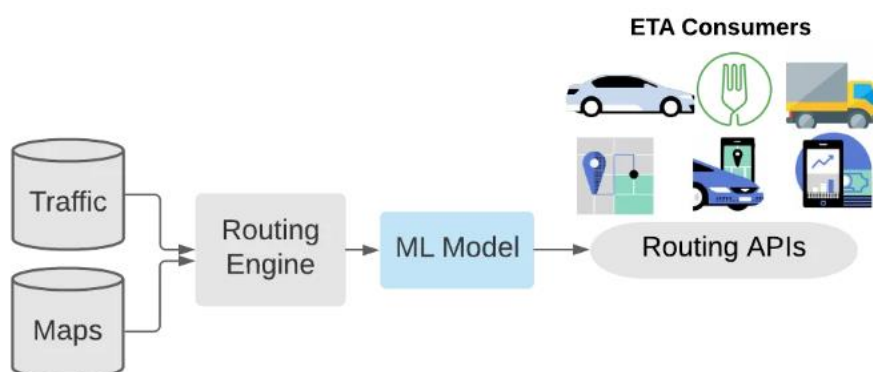 ETA Consumers
Traffic
Maps
Routing
Engine
ML Model
Routing APIs